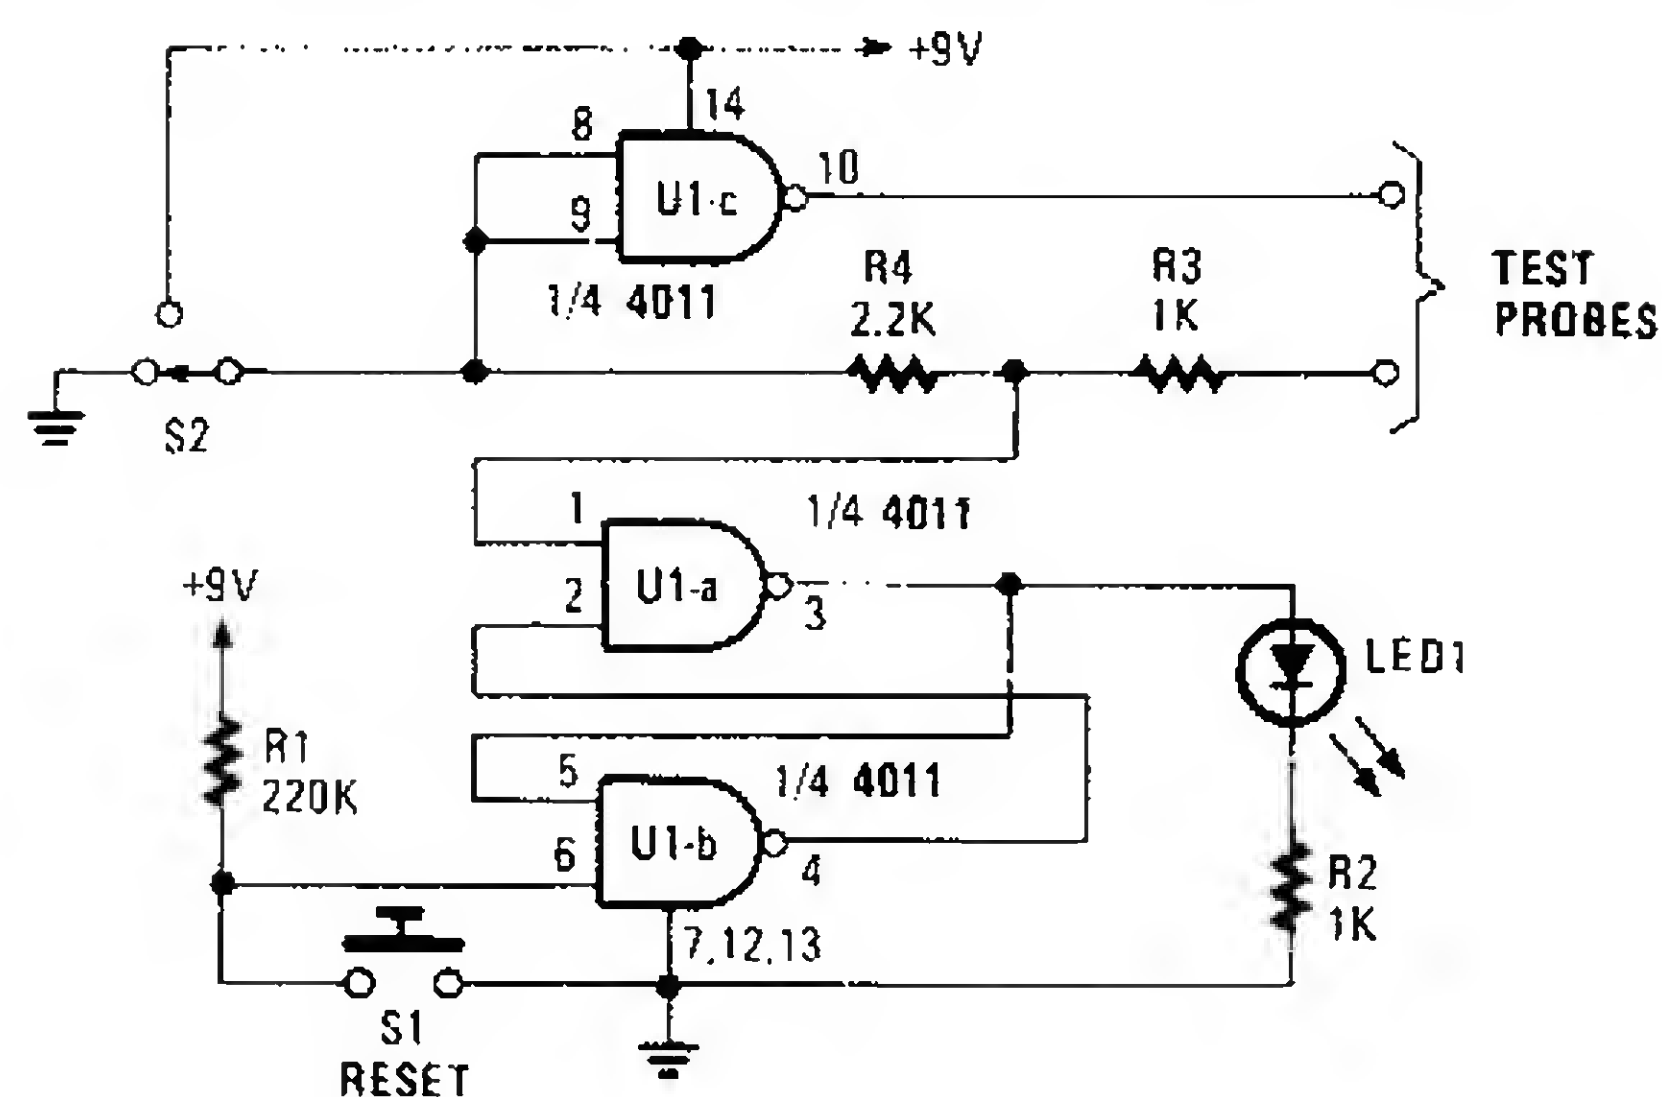 +9V
14
8
10
U1-c
9
1/4 4011
R4
2.2K
R3
1K
TEST
PROBES
S2
1
1/4 4011
+9V
2
U1-a
3
LED1
R1
220K
5
1/4 4011
U1-b
6
4
R2
1K
7,12,13
S1
RESET